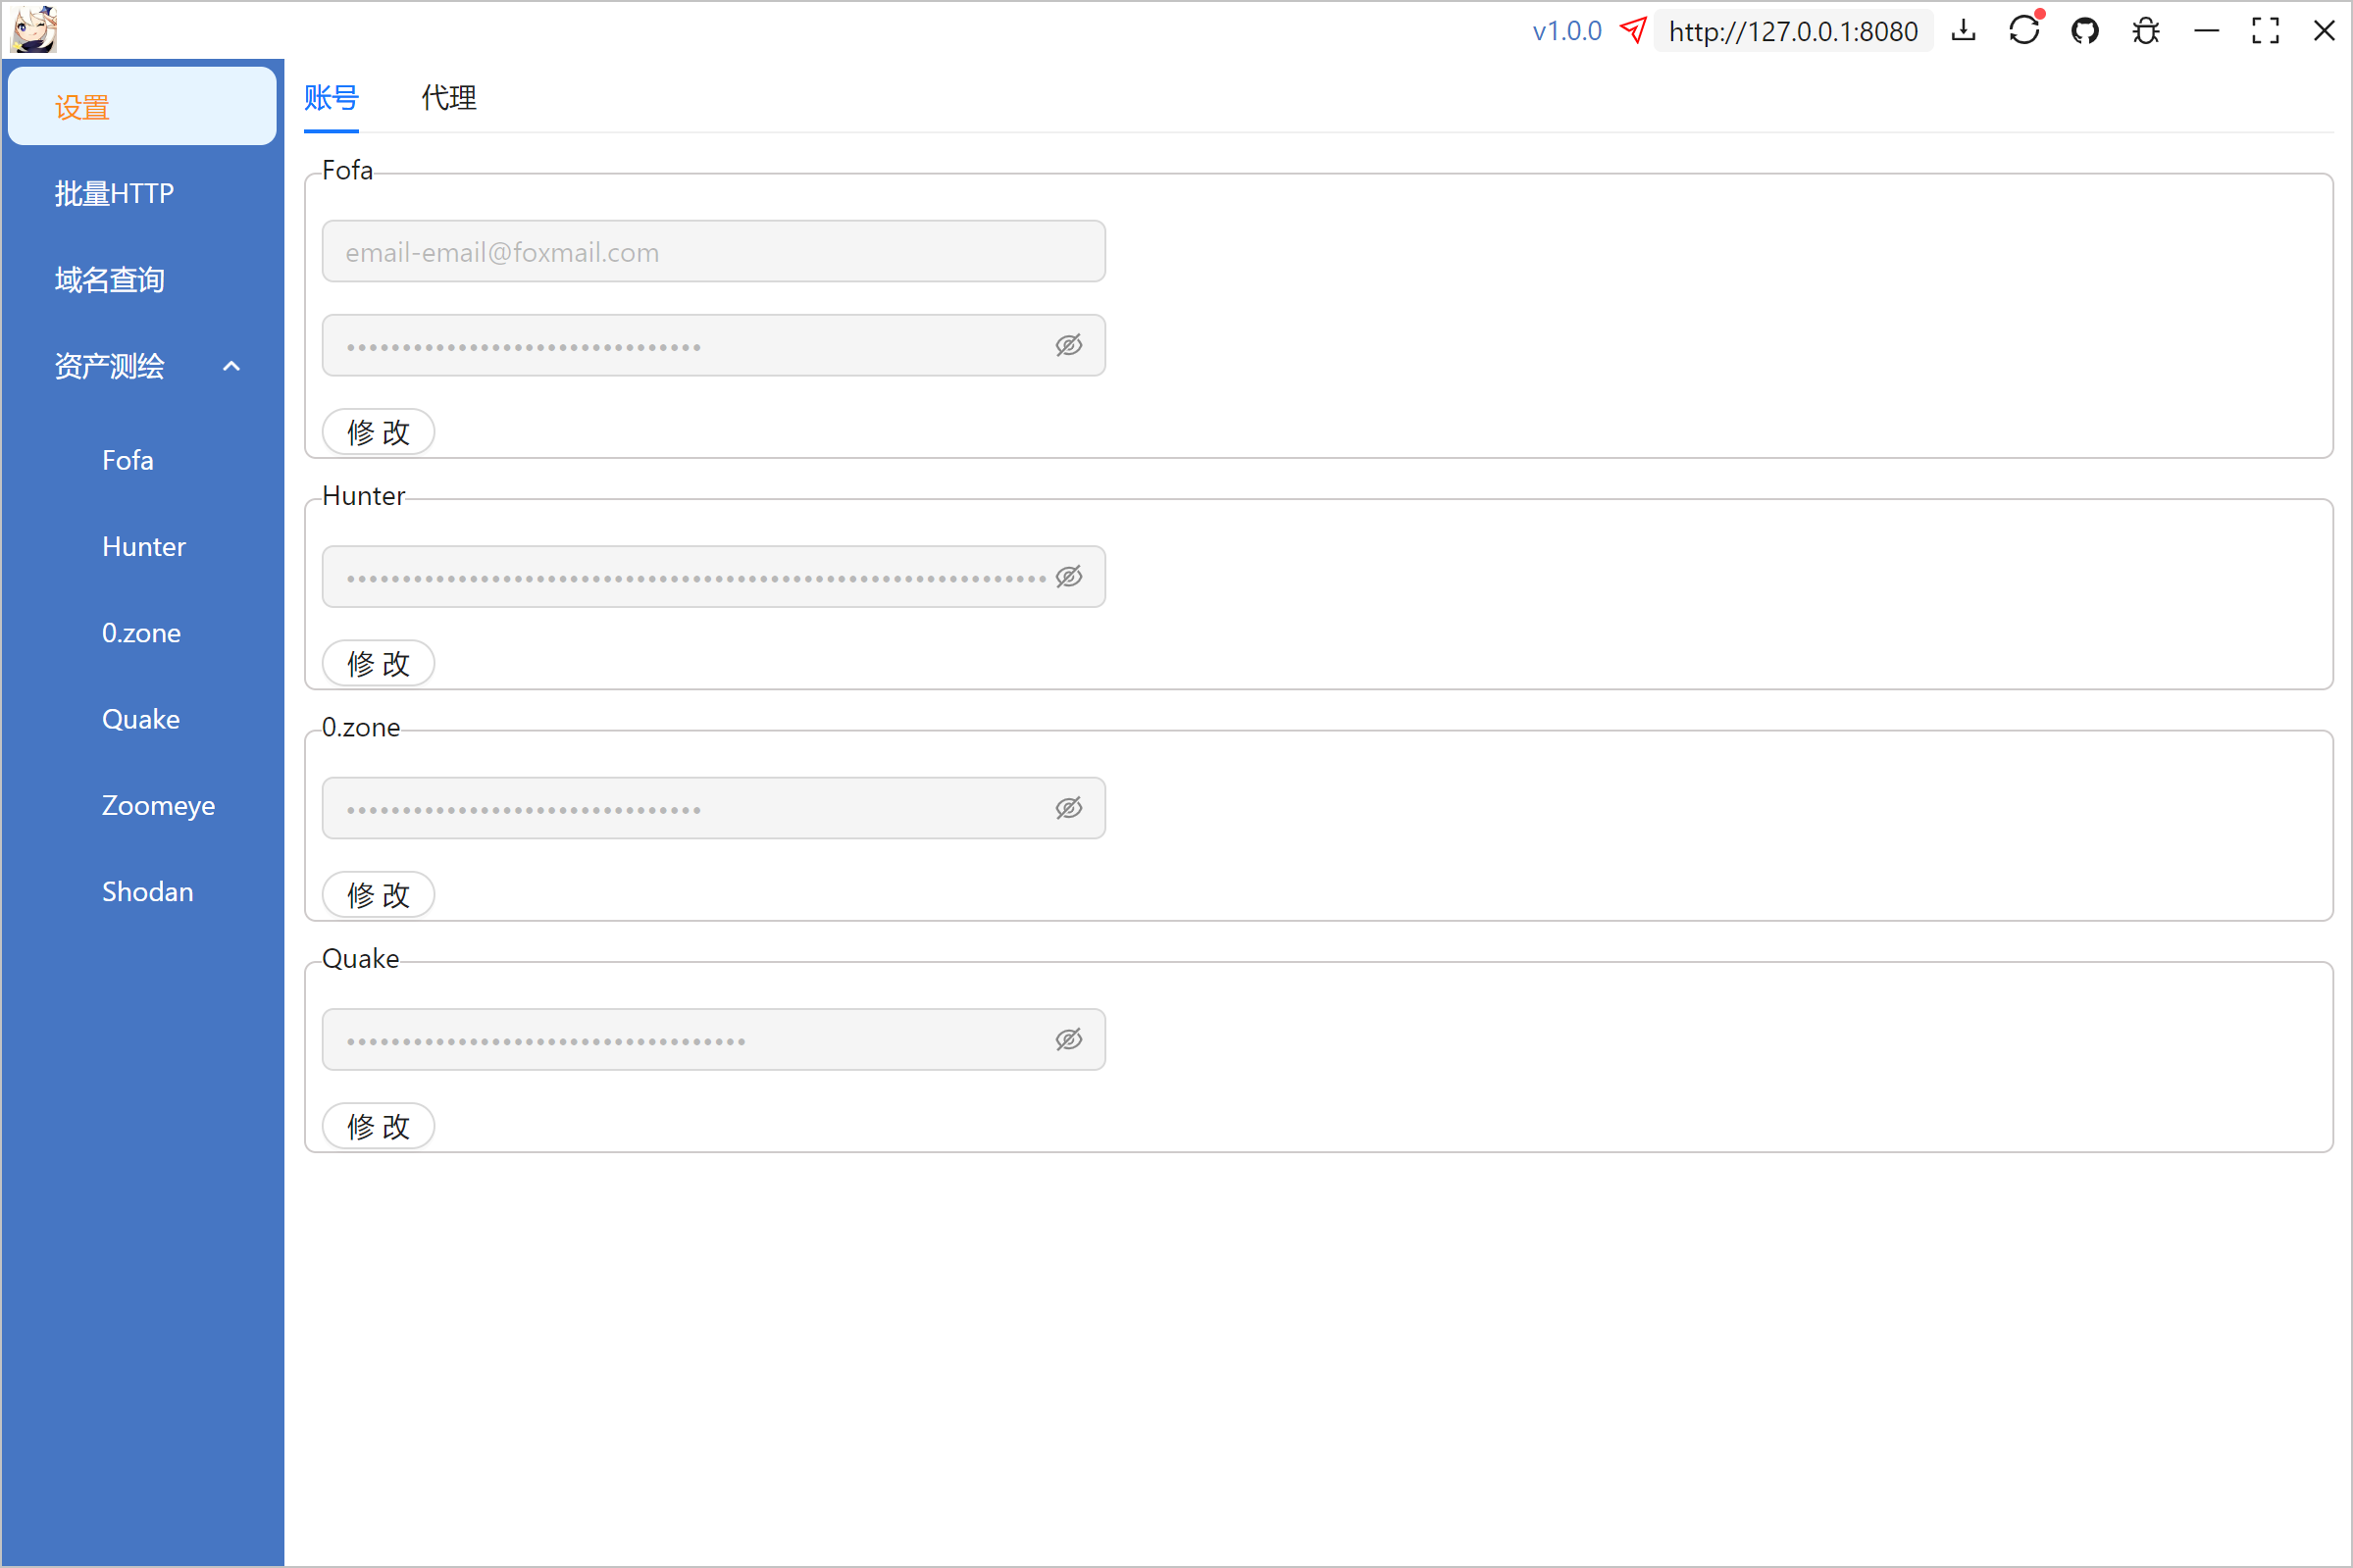 v1.0.0 http://127.0.0.1:8080
设置
批量HTTP
域名查询
资产测绘
Fofa
Hunter
0.zone
Quake
Zoomeye
Shodan
账号 代理
Fofa
email-email@foxmail.com
修 改
Hunter
修 改
0.zone
修 改
Quake
修 改